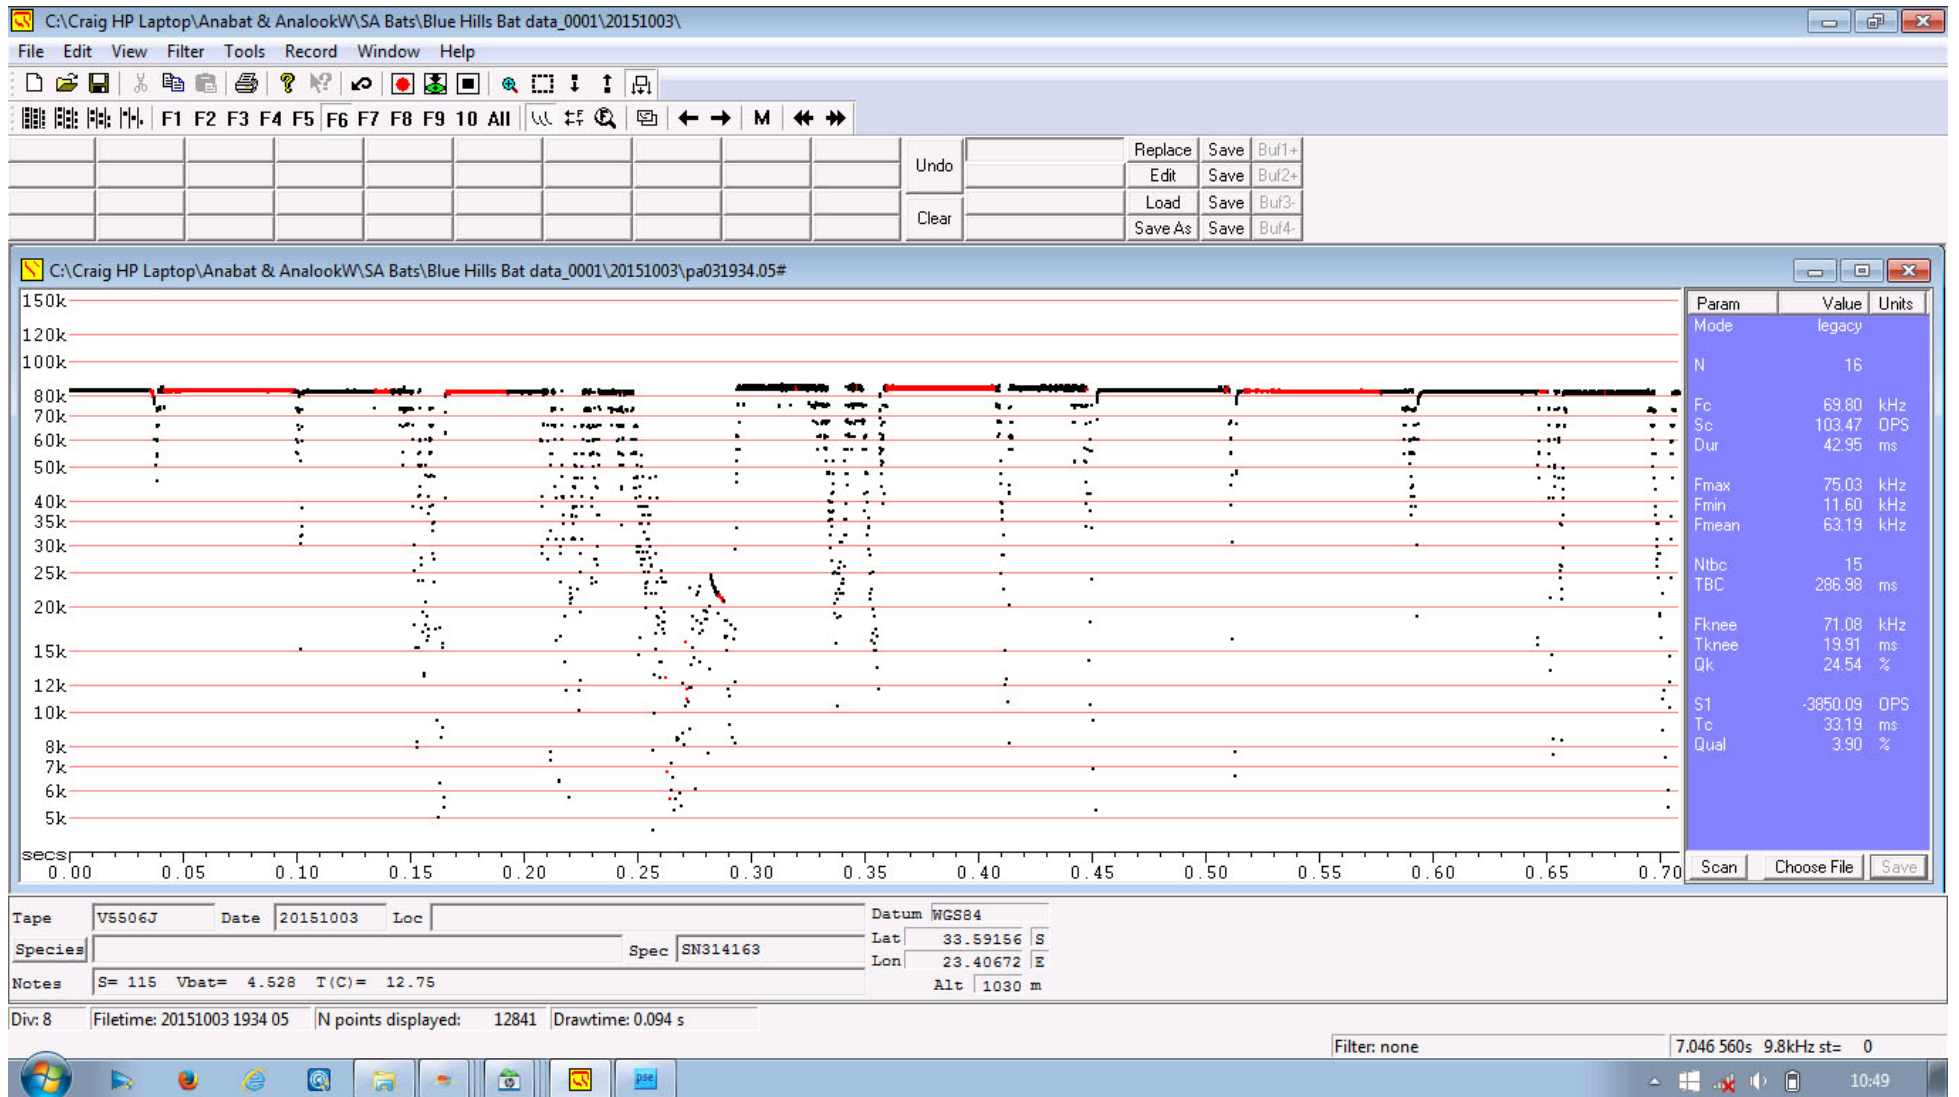 C:\Craig HP Laptop\Anabat & AnalookW\SA Bats\Blue Hills Bat data_0001\20151003\
File Edit View Filter Tools Record Window Help
F1 F2 F3 F4 F5 F6 F7 F8 F9 10 All M
Undo Replace Save Buf1+
Edit Save Buf2+
Clear Load Save Buf3-
Save As Save Buf4-
C:\Craig HP Laptop\Anabat & AnalookW\SA Bats\Blue Hills Bat data_0001\20151003\pa031934.05#
150k
120k
100k
80k
70k
60k
50k
40k
35k
30k
25k
20k
15k
12k
10k
8k
7k
6k
5k
secs
0.00 0.05 0.10 0.15 0.20 0.25 0.30 0.35 0.40 0.45 0.50 0.55 0.60 0.65 0.70
Param Value Units
Mode legacy
N 16
Fc 69.80 kHz
Sc 103.47 OPS
Dur 42.95 ms
Fmax 75.03 kHz
Fmin 11.60 kHz
Fmean 63.19 kHz
Ntbc 15
TBC 286.98 ms
Fknee 71.08 kHz
Tknee 19.91 ms
Qk 24.54 %
S1 -3850.09 OPS
Tc 33.19 ms
Qual 3.90 %
Scan Choose File Save
Tape V5506J Date 20151003 Loc Datum WGS84
Species Spec SN314163 Lat 33.59156 S
Lon 23.40672 E
Notes S= 115 Vbat= 4.528 T(C)= 12.75 Alt 1030 m
Div: 8 Filetime: 20151003 1934 05 N points displayed: 12841 Drawtime: 0.094 s
Filter: none 7.046 560s 9.8kHz st= 0
pse 10:49